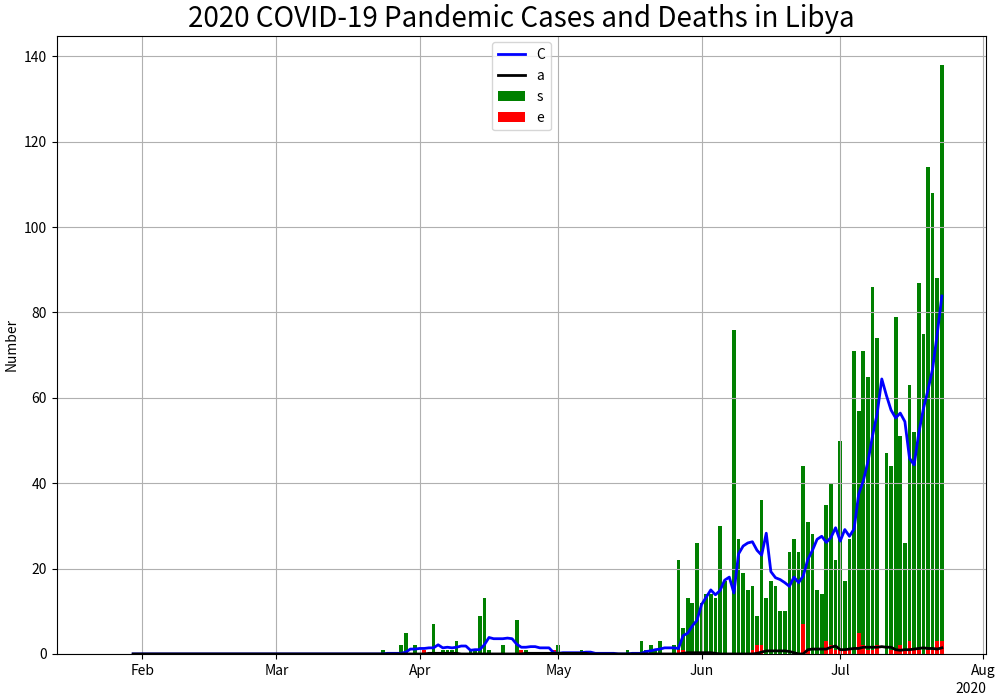 2020 COVID-19 Pandemic Cases and Deaths in Libya
140
120
100
80
60
40
20
0
Number
C
a
s
e
Feb Mar Apr May Jun Jul Aug
2020